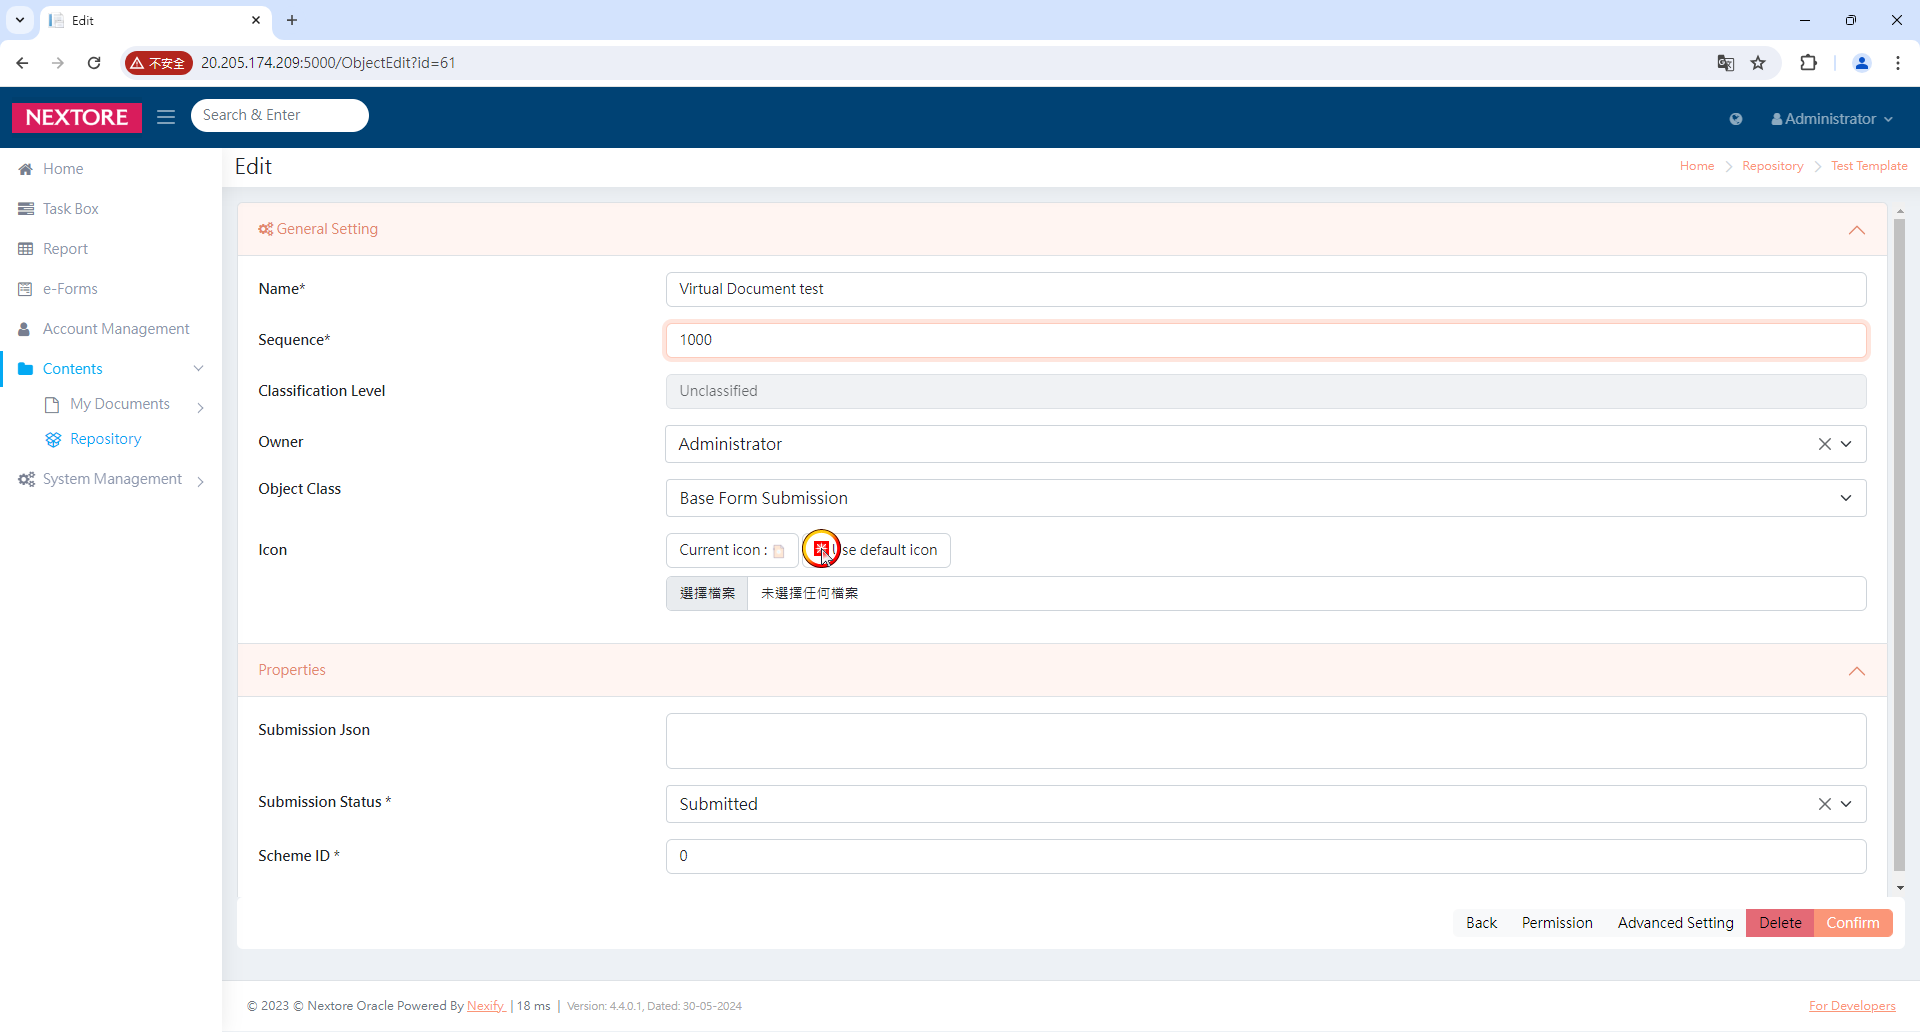 Edit
不安全
20.205.174.209:5000/ObjectEdit?id=61
NEXTORE
Search & Enter
Administrator
Home
Task Box
Report
e-Forms
Account Management
Contents
My Documents
Repository
System Management
Edit
Home
Repository
Test Template
General Setting
Name*
Virtual Document test
Sequence*
1000
Classification Level
Unclassified
Owner
Administrator
Object Class
Base Form Submission
Icon
Current icon :
Use default icon
選擇檔案
未選擇任何檔案
Properties
Submission Json
Submission Status *
Submitted
Scheme ID *
0
Back
Permission
Advanced Setting
Delete
Confirm
© 2023 © Nextore Oracle Powered By Nexify | 18 ms | Version: 4.4.0.1, Dated: 30-05-2024
For Developers